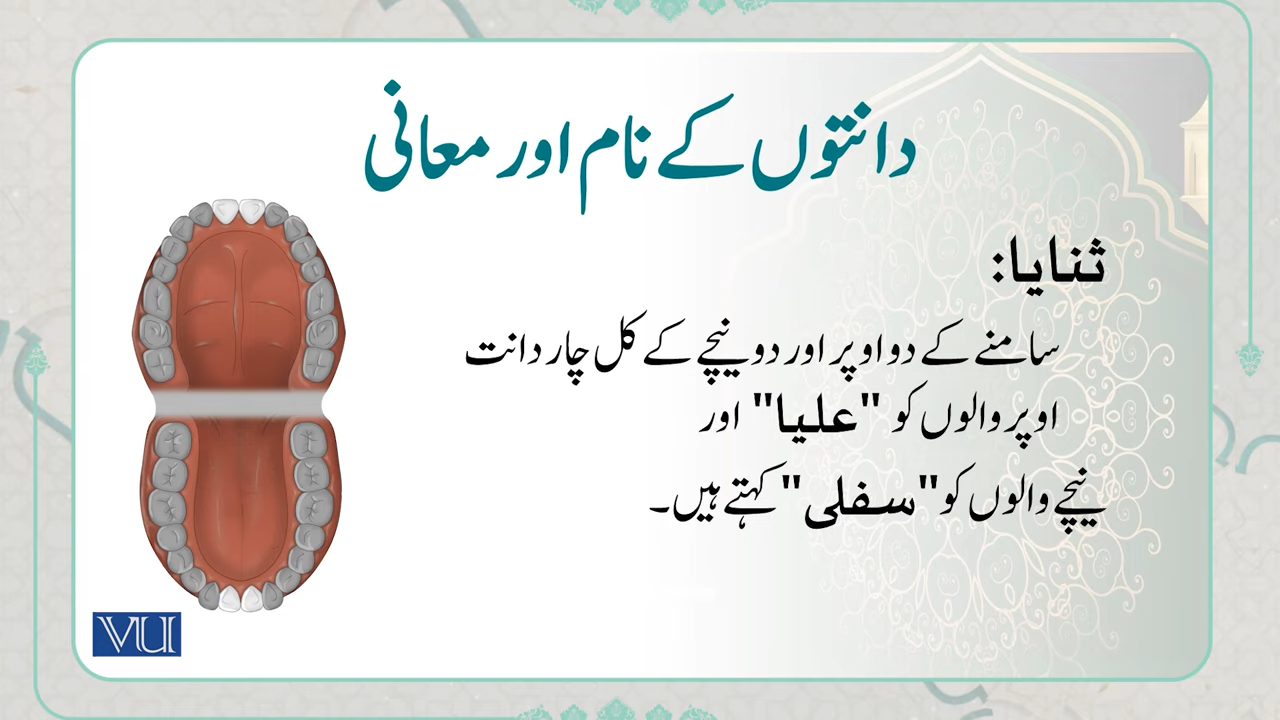 دانتوں کے نام اور معانی
ثنایا:
سامنے کے دو اوپر اور دو نیچے کے کل چار دانت
اوپر والوں کو "علیا" اور
نیچے والوں کو "سفلی" کہتے ہیں۔
VU